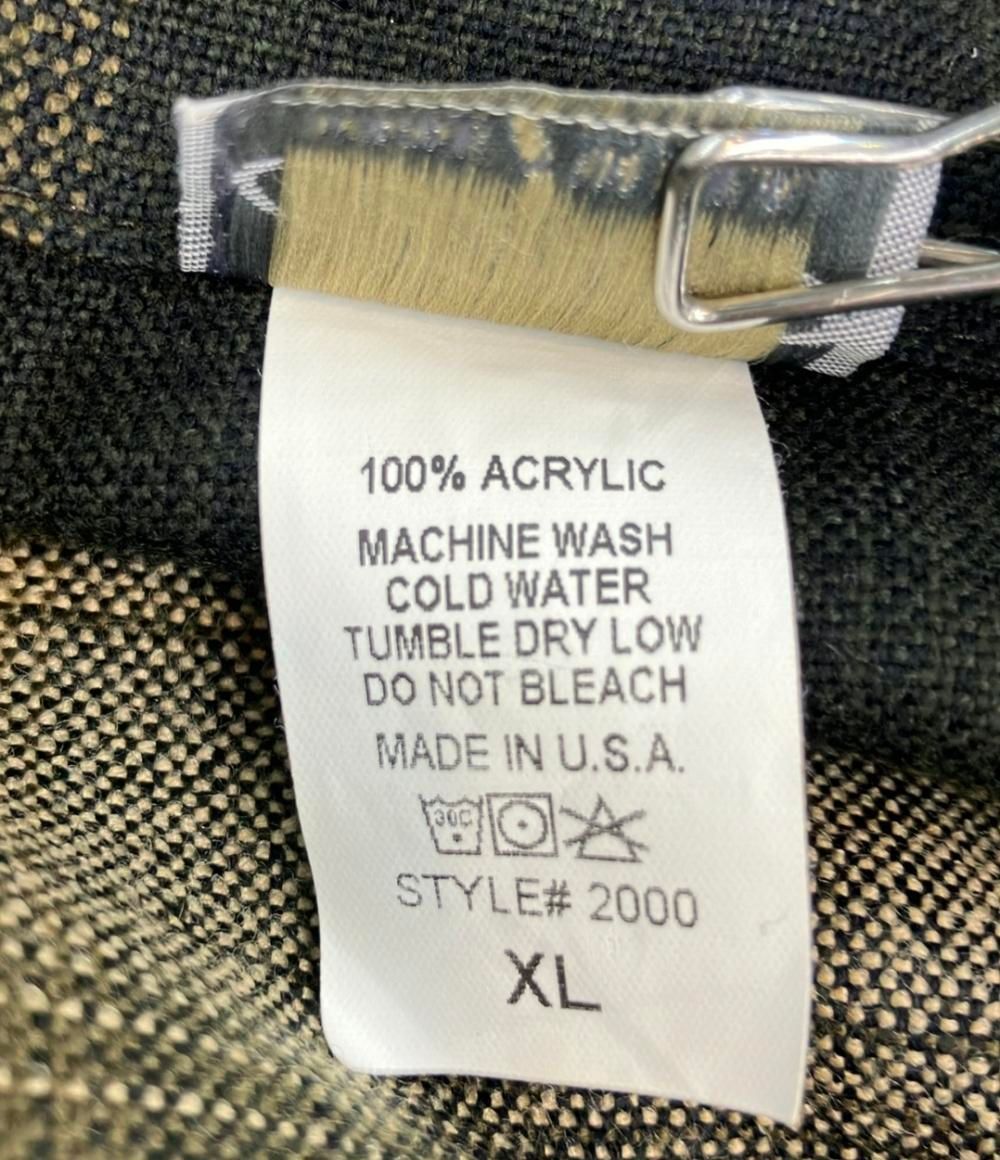 100% ACRYLIC
MACHINE WASH
COLD WATER
TUMBLE DRY LOW
DO NOT BLEACH
MADE IN U.S.A.
30C
STYLE# 2000
XL